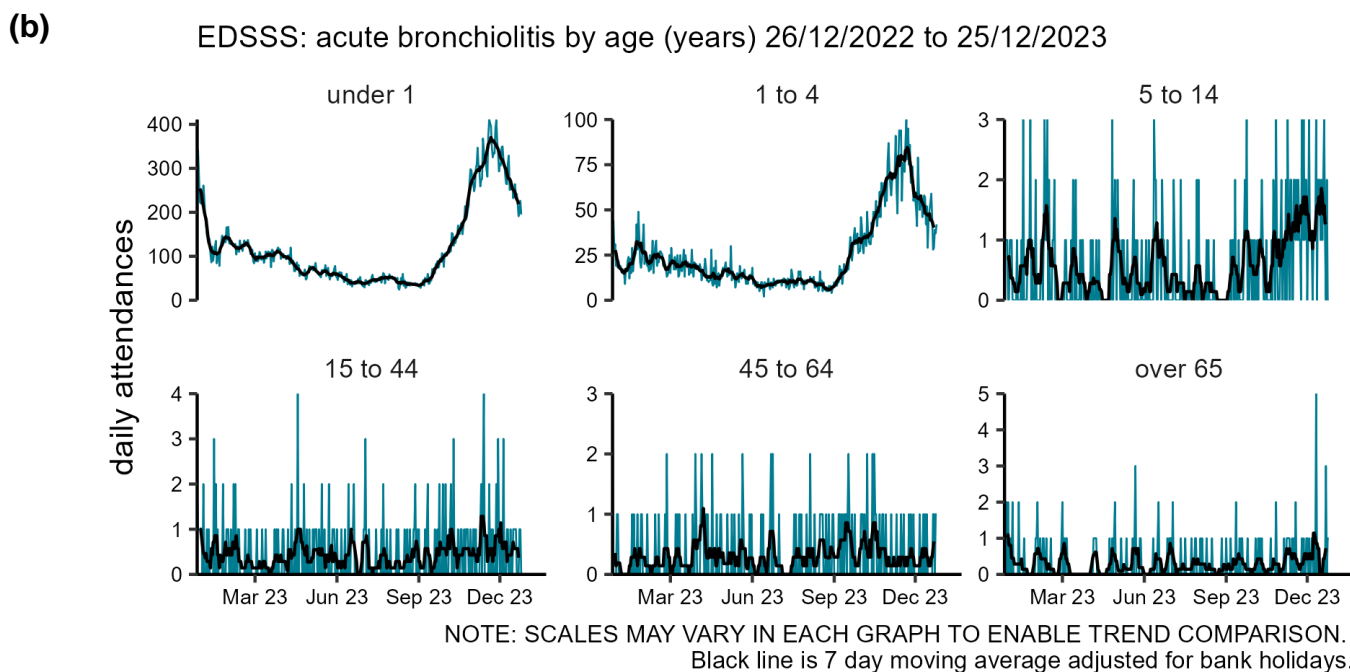 (b)
EDSSS: acute bronchiolitis by age (years) 26/12/2022 to 25/12/2023
daily attendances
under 1
400
300
200
100
0
1 to 4
100
75
50
25
0
5 to 14
3
2
1
0
15 to 44
4
3
2
1
0
Mar 23 Jun 23 Sep 23 Dec 23
45 to 64
3
2
1
0
Mar 23 Jun 23 Sep 23 Dec 23
over 65
5
4
3
2
1
0
Mar 23 Jun 23 Sep 23 Dec 23
NOTE: SCALES MAY VARY IN EACH GRAPH TO ENABLE TREND COMPARISON.
Black line is 7 day moving average adjusted for bank holidays.